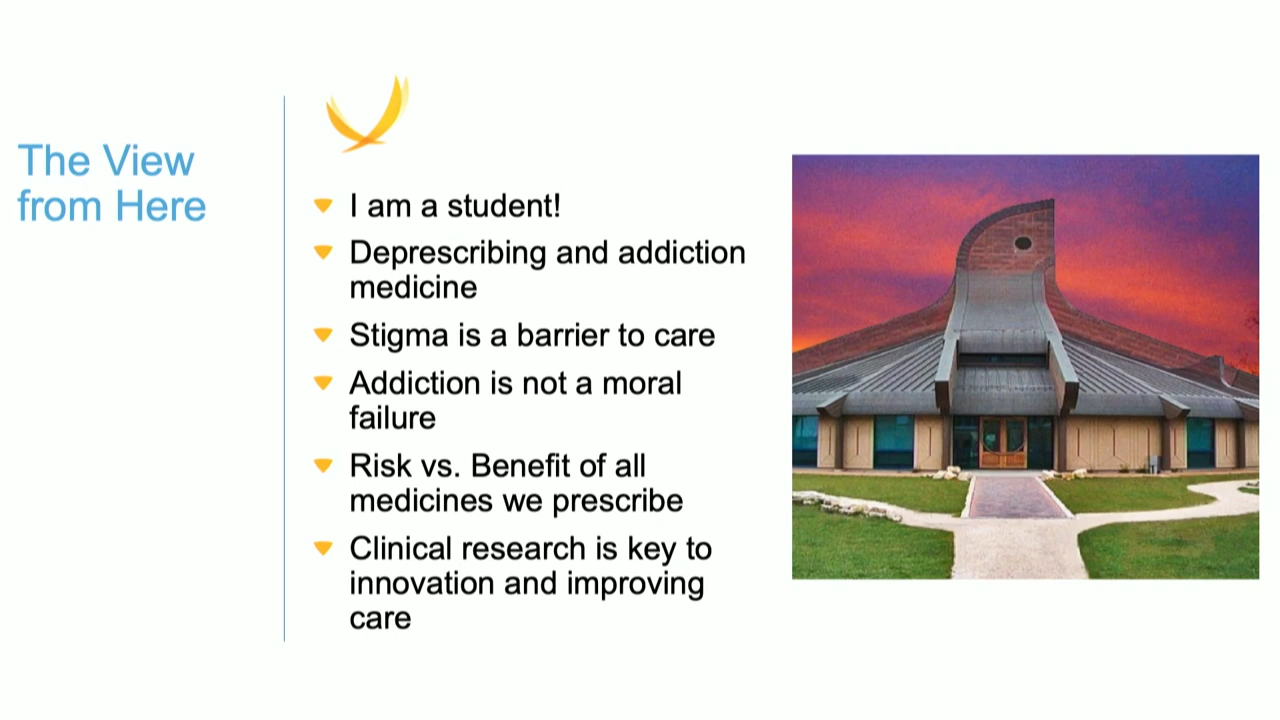 The View
from Here
I am a student!
Deprescribing and addiction
medicine
Stigma is a barrier to care
Addiction is not a moral
failure
Risk vs. Benefit of all
medicines we prescribe
Clinical research is key to
innovation and improving
care